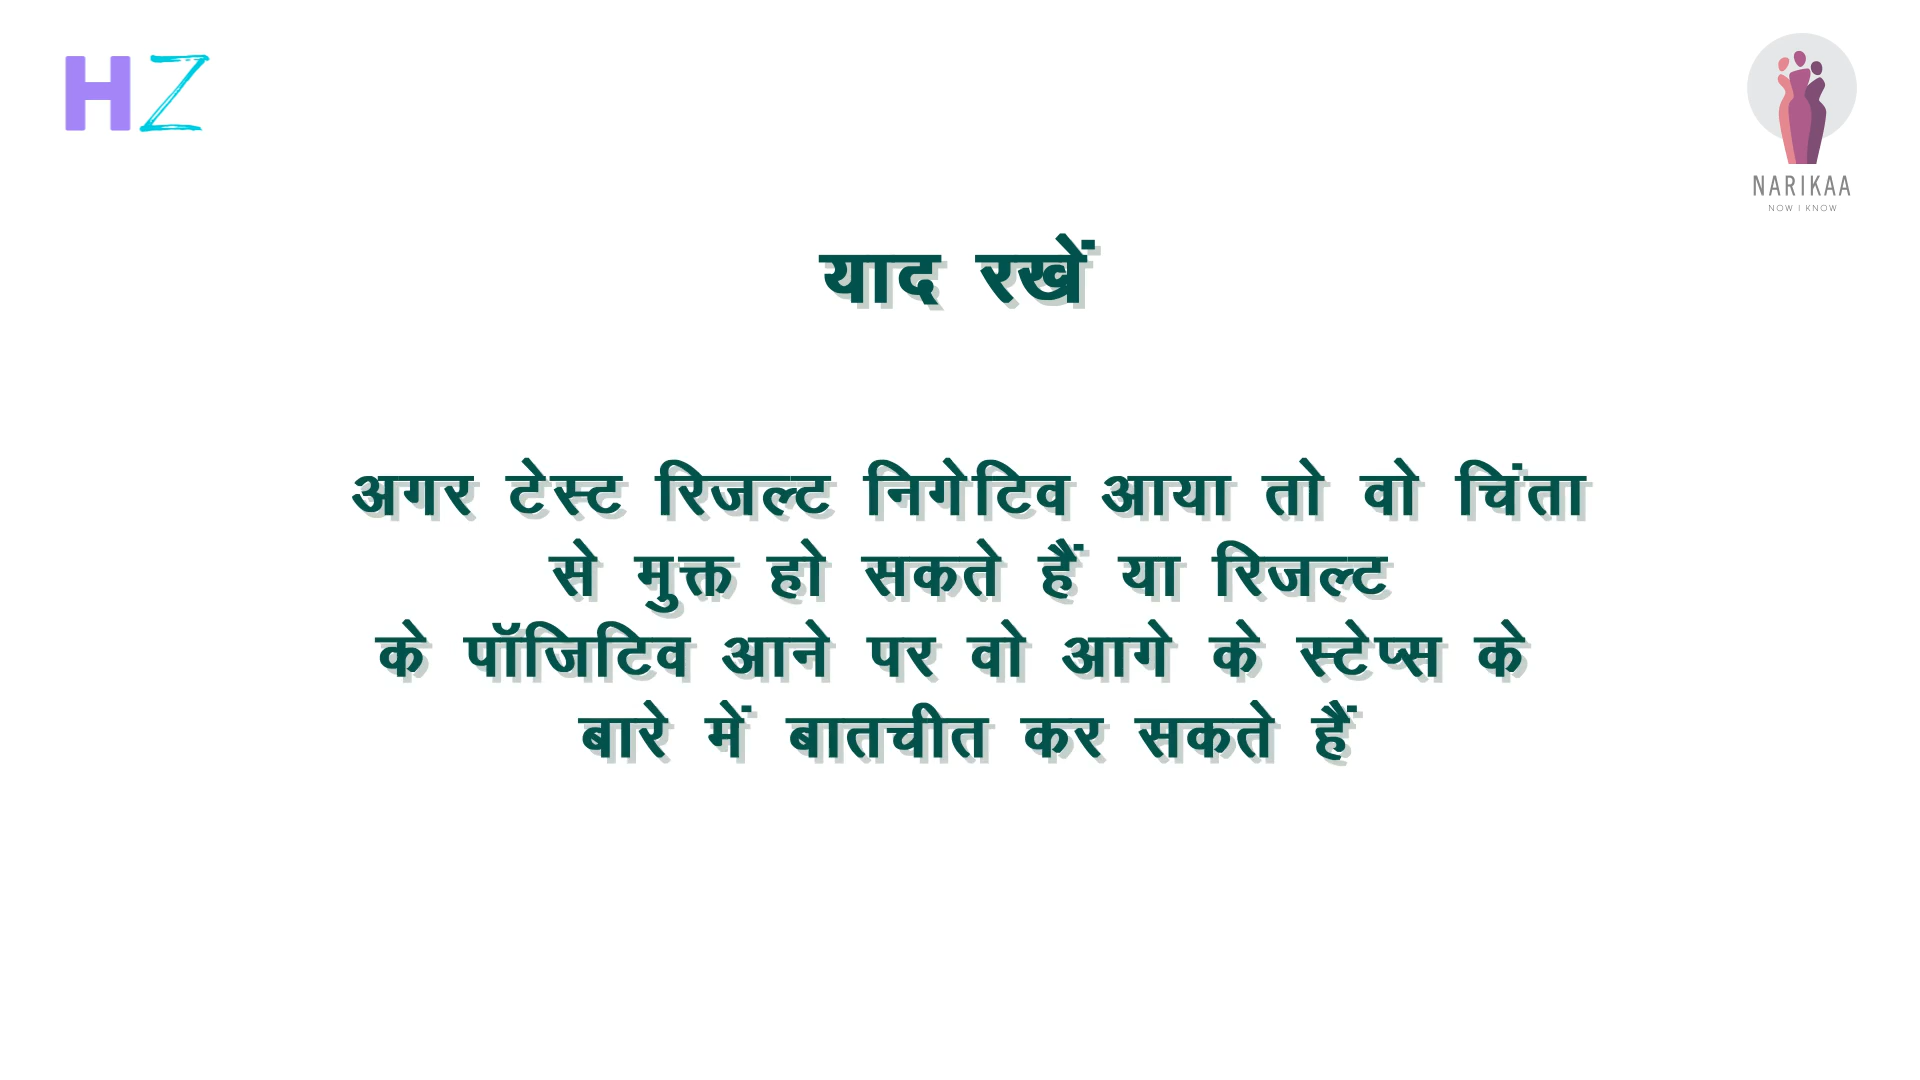 HZ
NARIKAA
NOW I KNOW
याद रखें
अगर टेस्ट रिजल्ट निगेटिव आया तो वो चिंता
से मुक्त हो सकते हैं या रिजल्ट
के पॉजिटिव आने पर वो आगे के स्टेप्स के
बारे में बातचीत कर सकते हैं